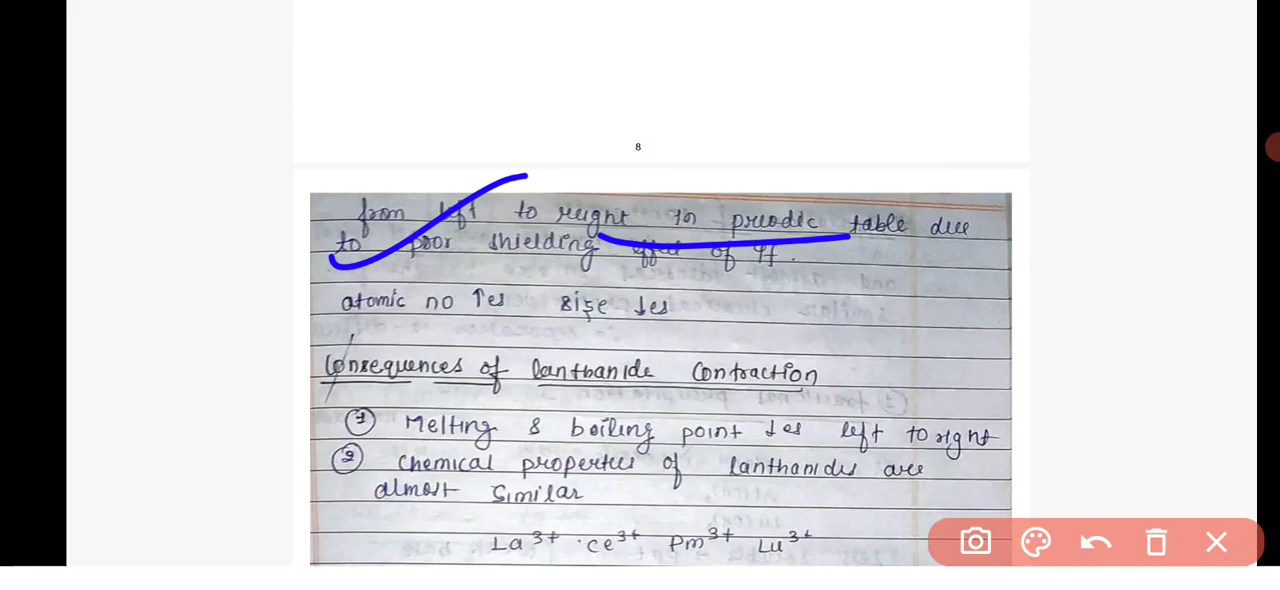 8
from left to reight in priodic table due
to poor shielding effect of 4f.
atomic no ↑es size ↓es
Consequences of lanthanide Contraction
① Melting & boiling point ↓es left to right
② chemical properties of lanthanides are
almost similar
La³⁺ · Ce³⁺ Pm³⁺ Lu³⁺